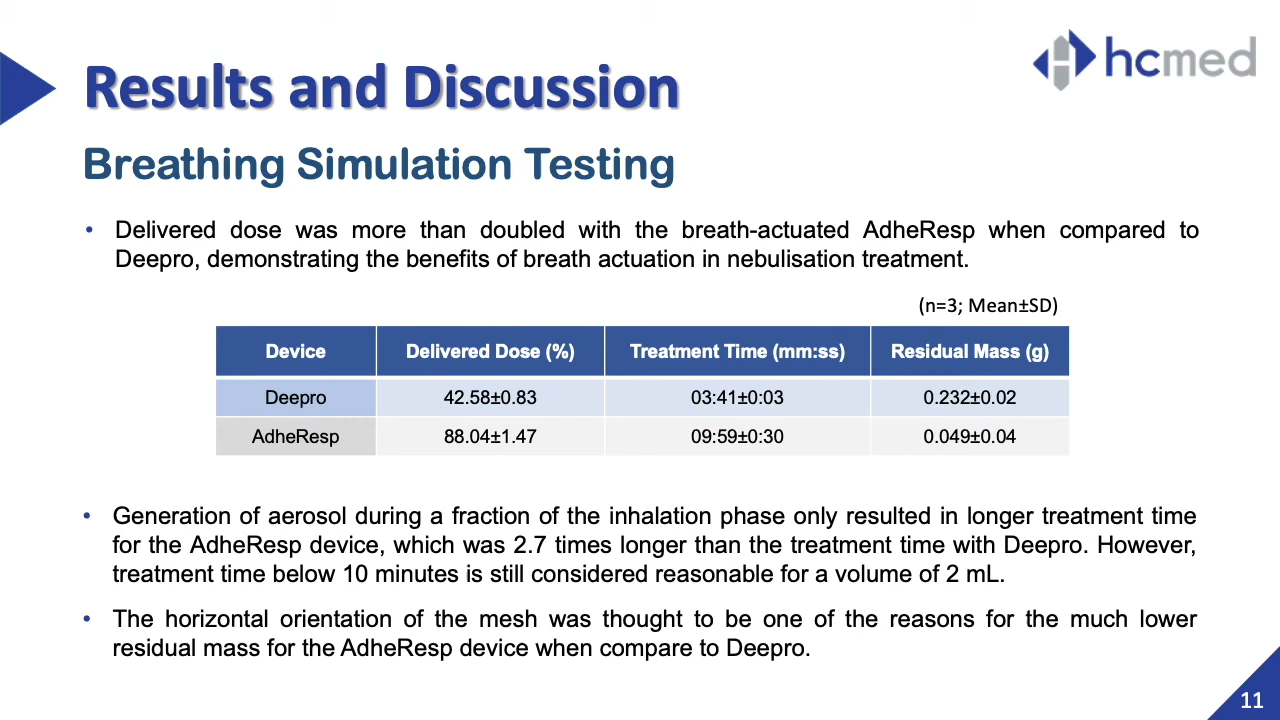 hcmed
Results and Discussion
Breathing Simulation Testing
• Delivered dose was more than doubled with the breath-actuated AdheResp when compared to
Deepro, demonstrating the benefits of breath actuation in nebulisation treatment.
(n=3; Mean±SD)
Device Delivered Dose (%) Treatment Time (mm:ss) Residual Mass (g)
Deepro 42.58±0.83 03:41±0:03 0.232±0.02
AdheResp 88.04±1.47 09:59±0:30 0.049±0.04
• Generation of aerosol during a fraction of the inhalation phase only resulted in longer treatment time
for the AdheResp device, which was 2.7 times longer than the treatment time with Deepro. However,
treatment time below 10 minutes is still considered reasonable for a volume of 2 mL.
• The horizontal orientation of the mesh was thought to be one of the reasons for the much lower
residual mass for the AdheResp device when compare to Deepro.
11